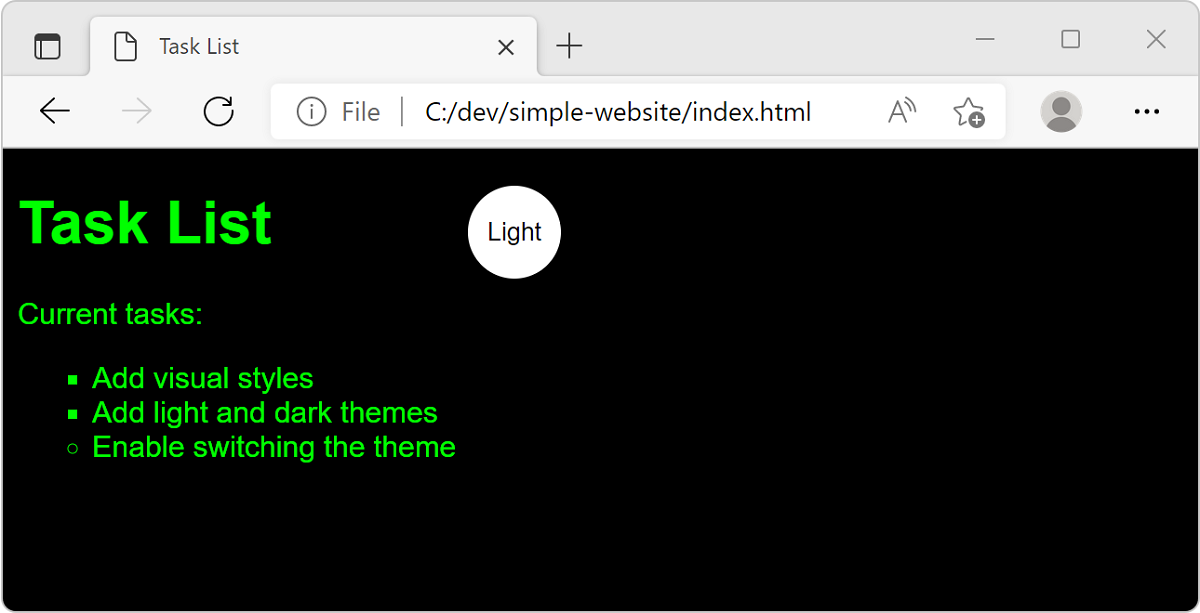 Task List
File C:/dev/simple-website/index.html
Task List
Light
Current tasks:
Add visual styles
Add light and dark themes
Enable switching the theme